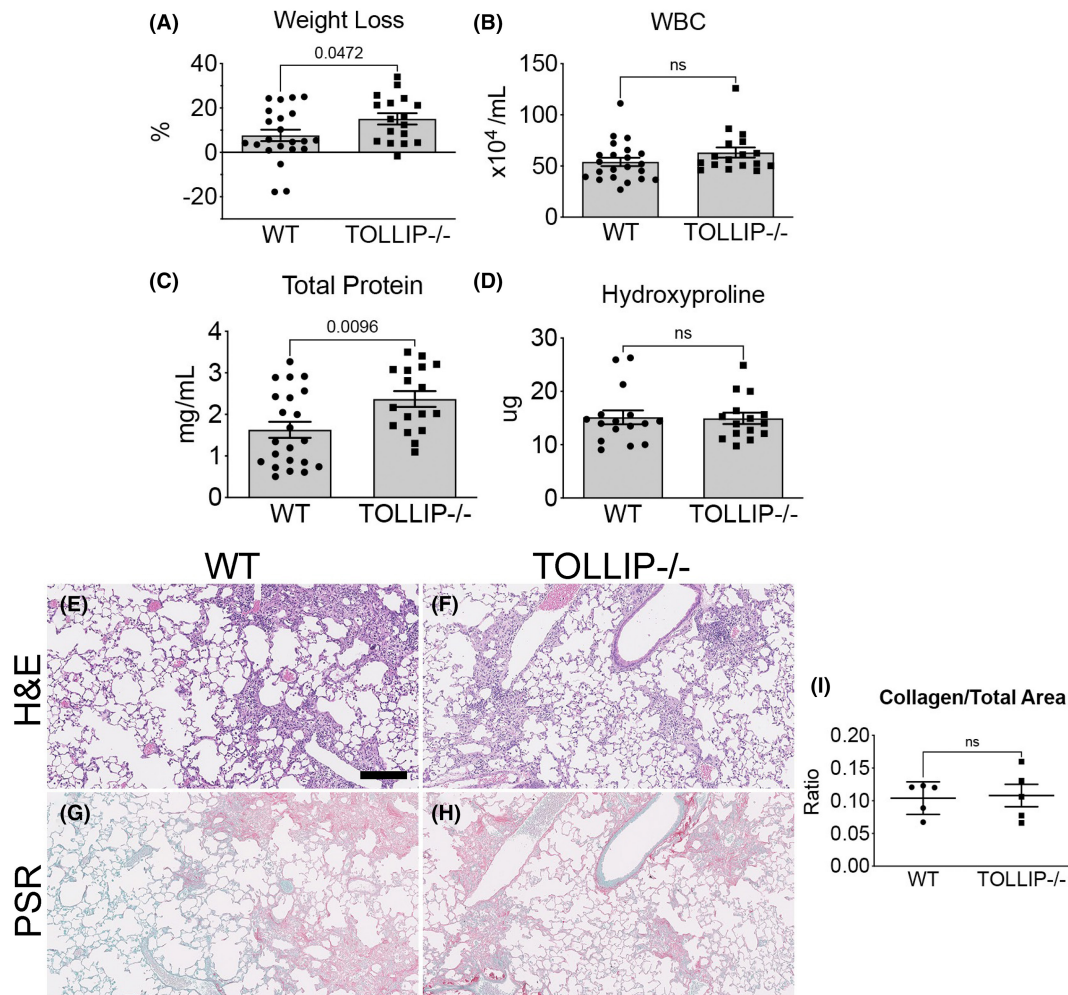 (A)
Weight Loss
0.0472
40
20
0
-20
%
WT
TOLLIP-/-
(B)
WBC
ns
150
100
50
0
x10⁴ /mL
WT
TOLLIP-/-
(C)
Total Protein
0.0096
4
3
2
1
0
mg/mL
WT
TOLLIP-/-
(D)
Hydroxyproline
ns
30
20
10
0
ug
WT
TOLLIP-/-
WT
TOLLIP-/-
H&E
(E)
(F)
PSR
(G)
(H)
(I)
Collagen/Total Area
ns
0.20
0.15
0.10
0.05
0.00
Ratio
WT
TOLLIP-/-